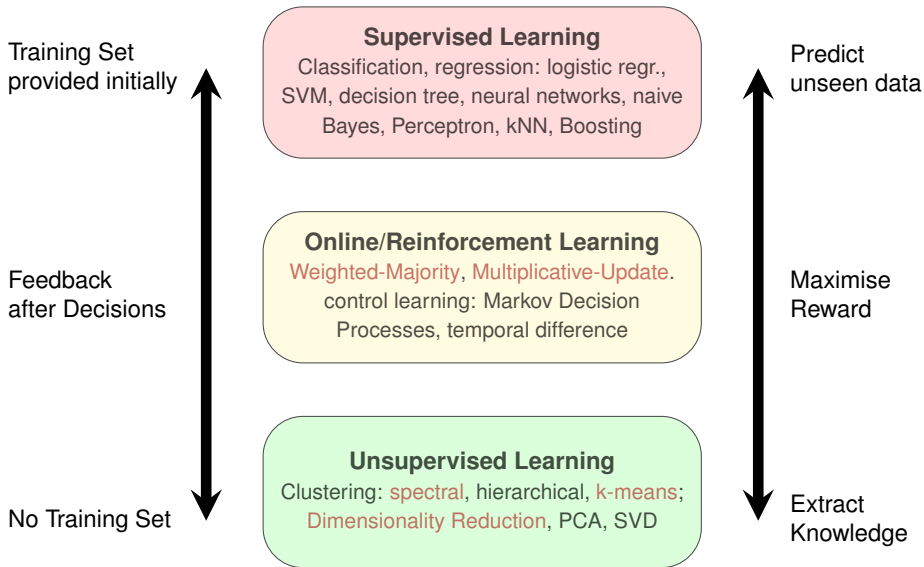 Training Set
provided initially
Supervised Learning
Classification, regression: logistic regr.,
SVM, decision tree, neural networks, naive
Bayes, Perceptron, kNN, Boosting
Predict
unseen data
Feedback
after Decisions
Online/Reinforcement Learning
Weighted-Majority, Multiplicative-Update.
control learning: Markov Decision
Processes, temporal difference
Maximise
Reward
No Training Set
Unsupervised Learning
Clustering: spectral, hierarchical, k-means;
Dimensionality Reduction, PCA, SVD
Extract
Knowledge